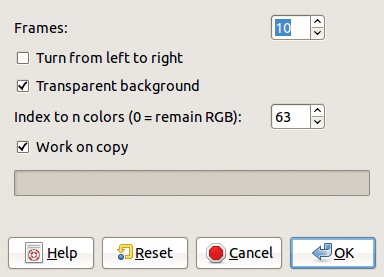 Frames: 10
Turn from left to right
Transparent background
Index to n colors (0 = remain RGB): 63
Work on copy
Help Reset Cancel OK